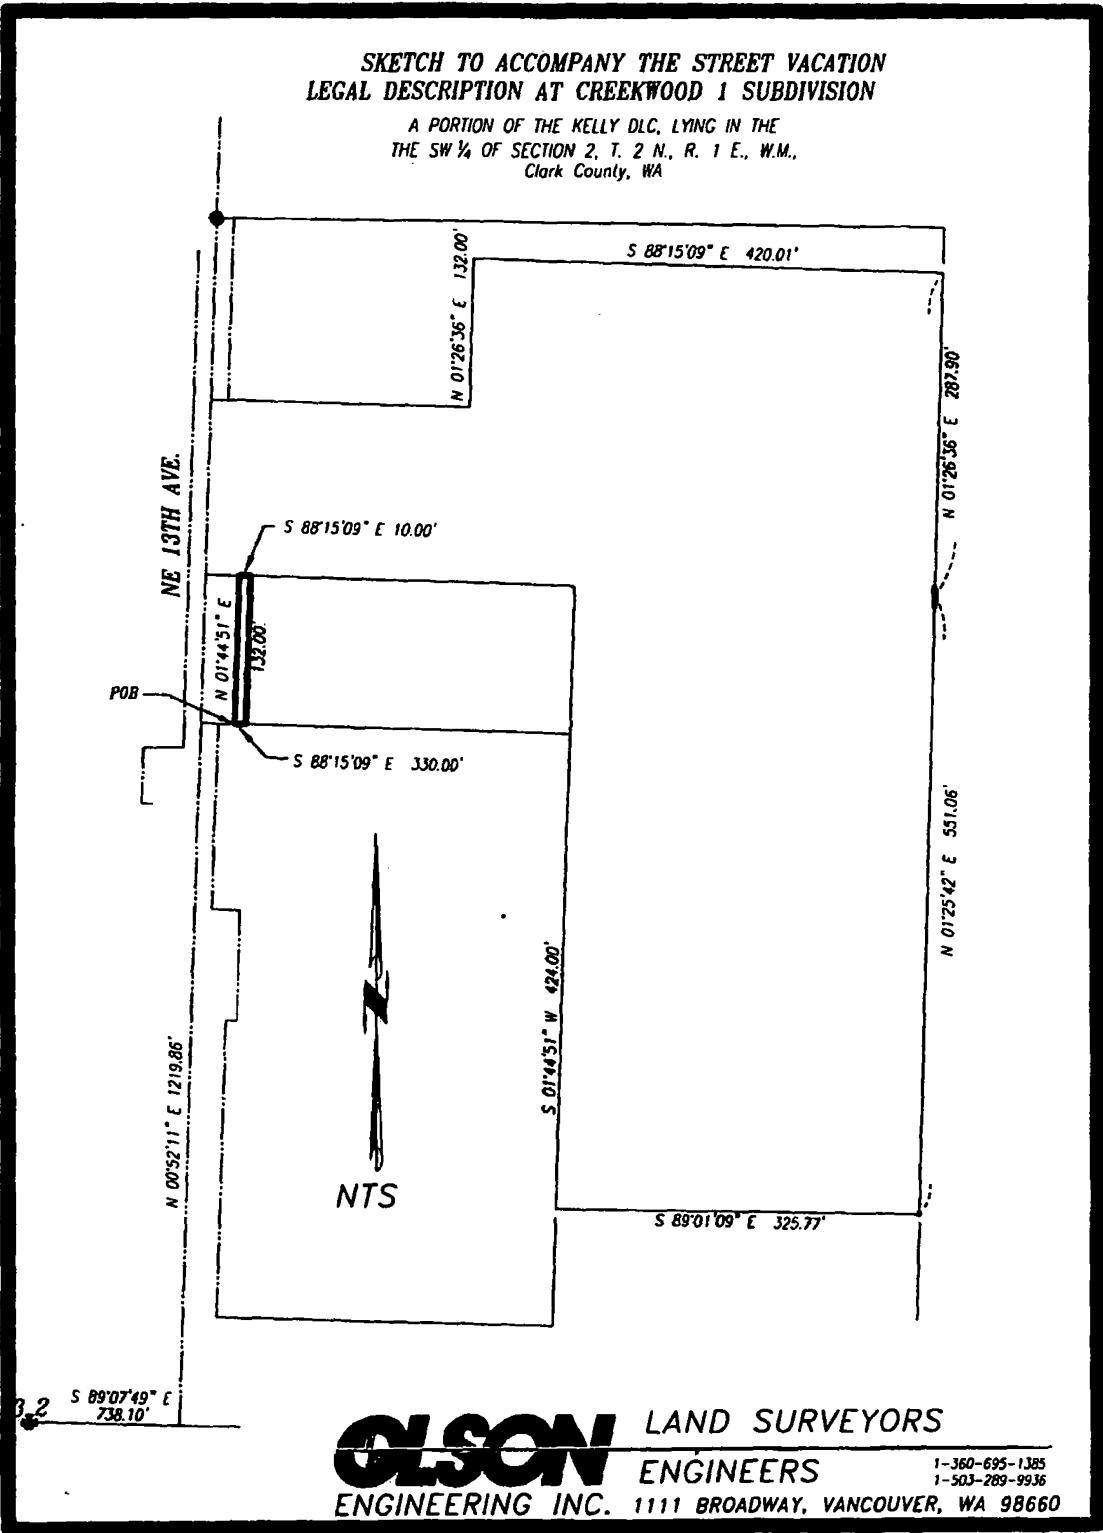 SKETCH TO ACCOMPANY THE STREET VACATION
LEGAL DESCRIPTION AT CREEKWOOD 1 SUBDIVISION
A PORTION OF THE KELLY DLC, LYING IN THE
THE SW ¼ OF SECTION 2, T. 2 N., R. 1 E., W.M.,
Clark County, WA
N 01°26'36" E 132.00'
S 88°15'09" E 420.01'
N 01°26'36" E 287.90'
NE 13TH AVE.
S 88°15'09" E 10.00'
N 01°44'51" E
132.00'
POB
S 88°15'09" E 330.00'
N 01°25'42" E 551.06'
S 01°44'51" W 424.00'
N 00°52'11" E 1219.86'
NTS
S 89°01'09" E 325.77'
3 2
S 89°07'49" E
738.10'
OLSON
ENGINEERING INC.
LAND SURVEYORS
ENGINEERS
1-360-695-1385
1-503-289-9936
1111 BROADWAY, VANCOUVER, WA 98660